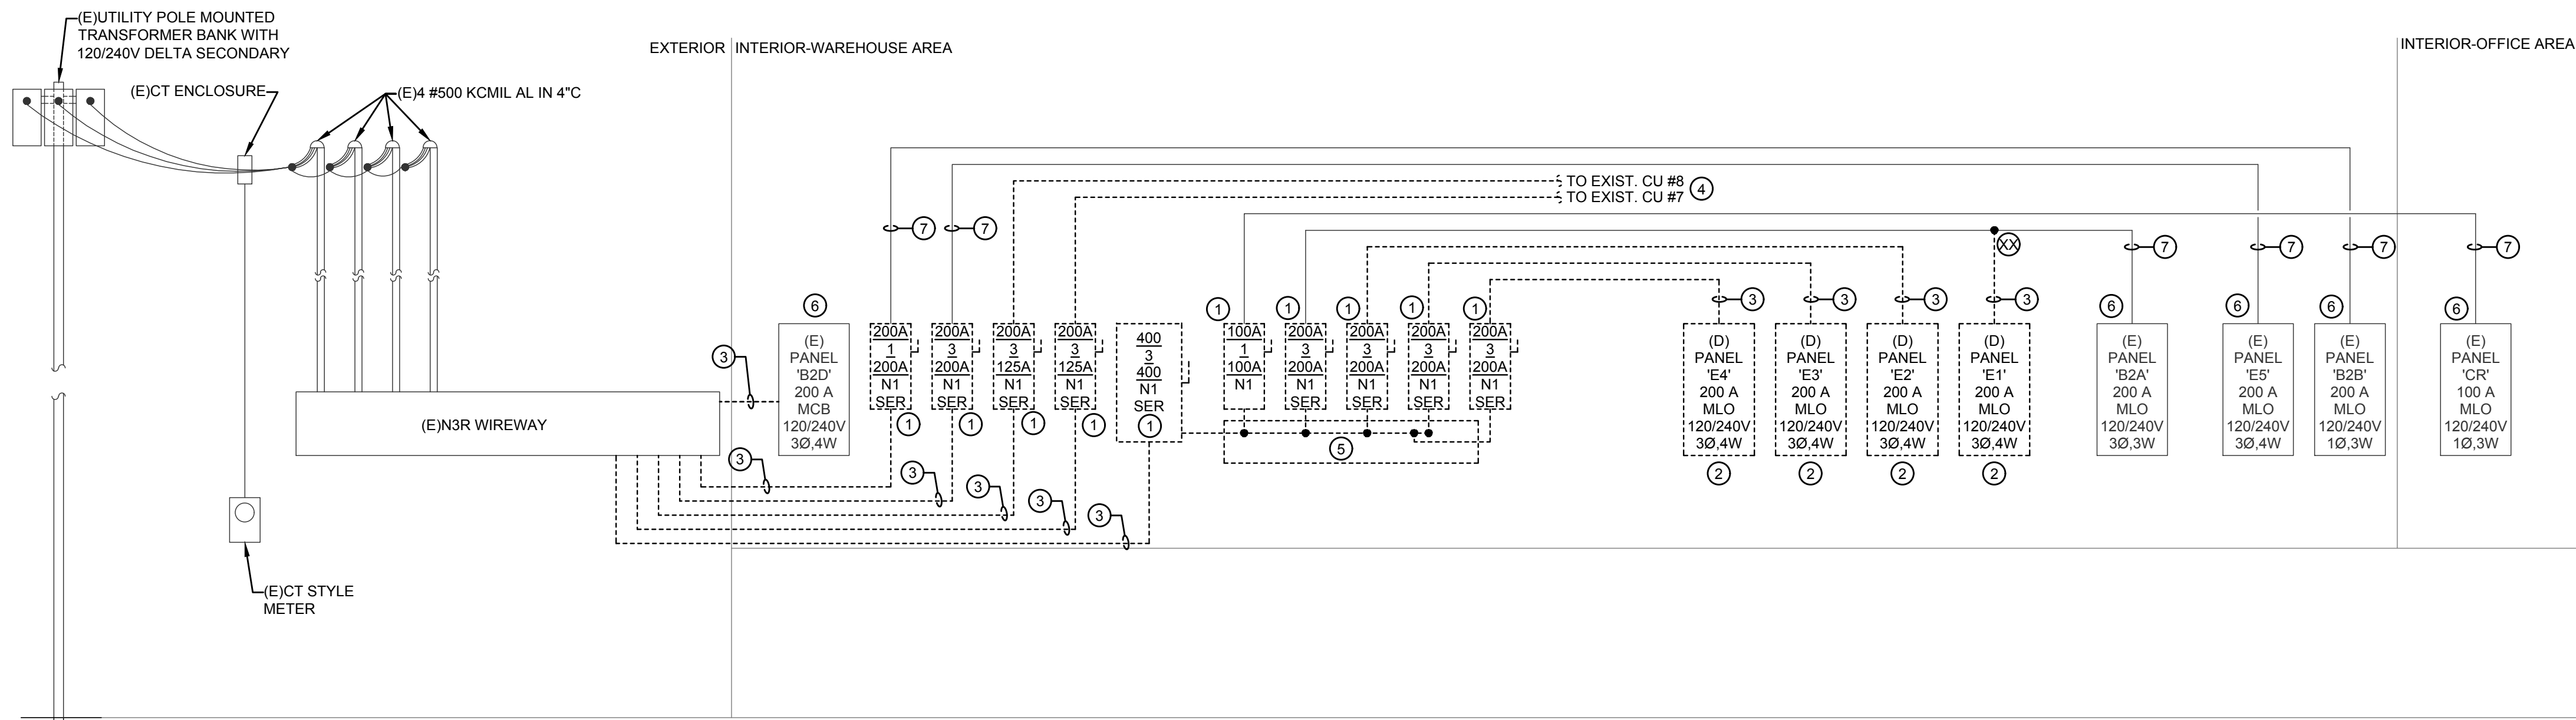 (E)UTILITY POLE MOUNTED
TRANSFORMER BANK WITH
120/240V DELTA SECONDARY
(E)CT ENCLOSURE
(E)4 #500 KCMIL AL IN 4"C
EXTERIOR
INTERIOR-WAREHOUSE AREA
INTERIOR-OFFICE AREA
TO EXIST. CU #8
TO EXIST. CU #7
4
7
7
XX
7
7
7
7
3
3
3
3
6
1
1
1
1
1
6
6
6
6
3
(E)
PANEL
'B2D'
200 A
MCB
120/240V
3Ø,4W
200A
1
200A
N1
SER
1
200A
3
200A
N1
SER
1
200A
3
125A
N1
SER
1
200A
3
125A
N1
SER
1
400
3
400
N1
SER
1
100A
1
100A
N1
200A
3
200A
N1
SER
200A
3
200A
N1
SER
200A
3
200A
N1
SER
200A
3
200A
N1
SER
5
(D)
PANEL
'E4'
200 A
MLO
120/240V
3Ø,4W
2
(D)
PANEL
'E3'
200 A
MLO
120/240V
3Ø,4W
2
(D)
PANEL
'E2'
200 A
MLO
120/240V
3Ø,4W
2
(D)
PANEL
'E1'
200 A
MLO
120/240V
3Ø,4W
2
(E)
PANEL
'B2A'
200 A
MLO
120/240V
3Ø,3W
(E)
PANEL
'E5'
200 A
MLO
120/240V
3Ø,4W
(E)
PANEL
'B2B'
200 A
MLO
120/240V
1Ø,3W
(E)
PANEL
'CR'
100 A
MLO
120/240V
1Ø,3W
(E)N3R WIREWAY
3
3
3
3
3
(E)CT STYLE
METER